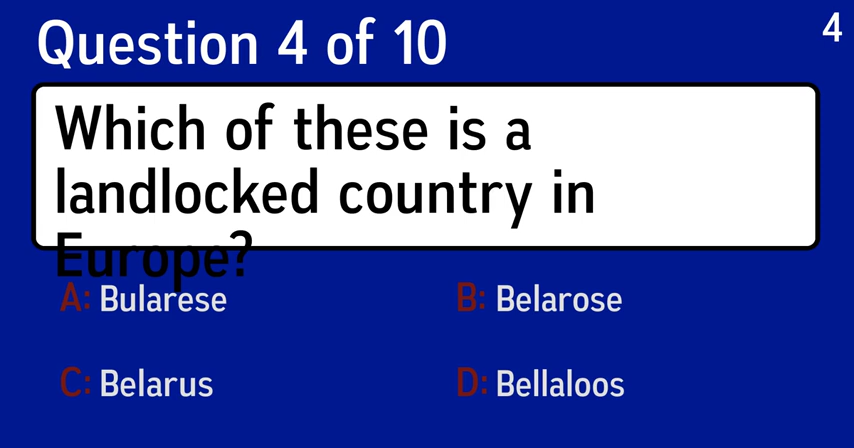 Question 4 of 10
4
Which of these is a
landlocked country in
Europe?
A: Bularese
B: Belarose
C: Belarus
D: Bellaloos